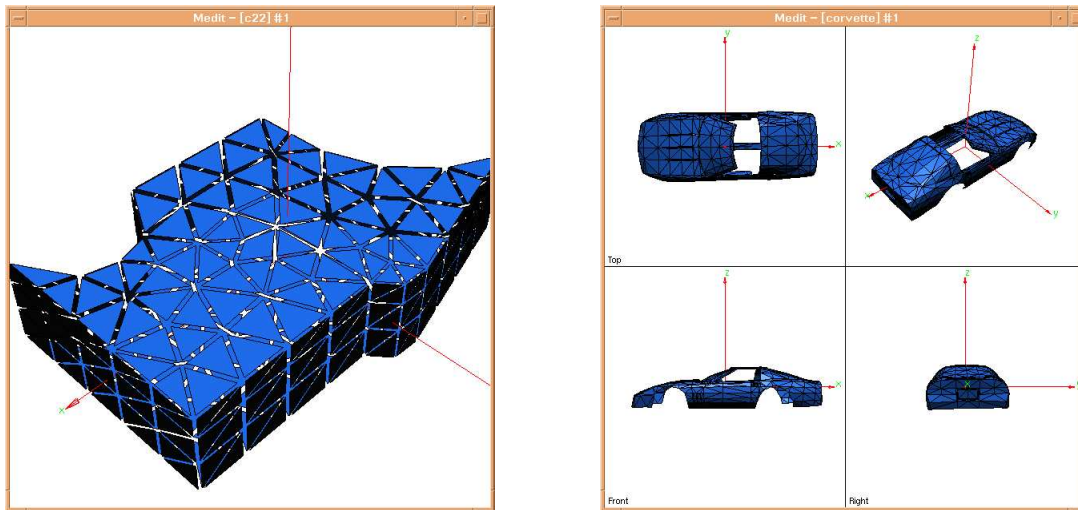 Medit - [c22] #1
x
Medit - [corvette] #1
y
x
Top
z
x
y
z
x
Front
z
x
Right